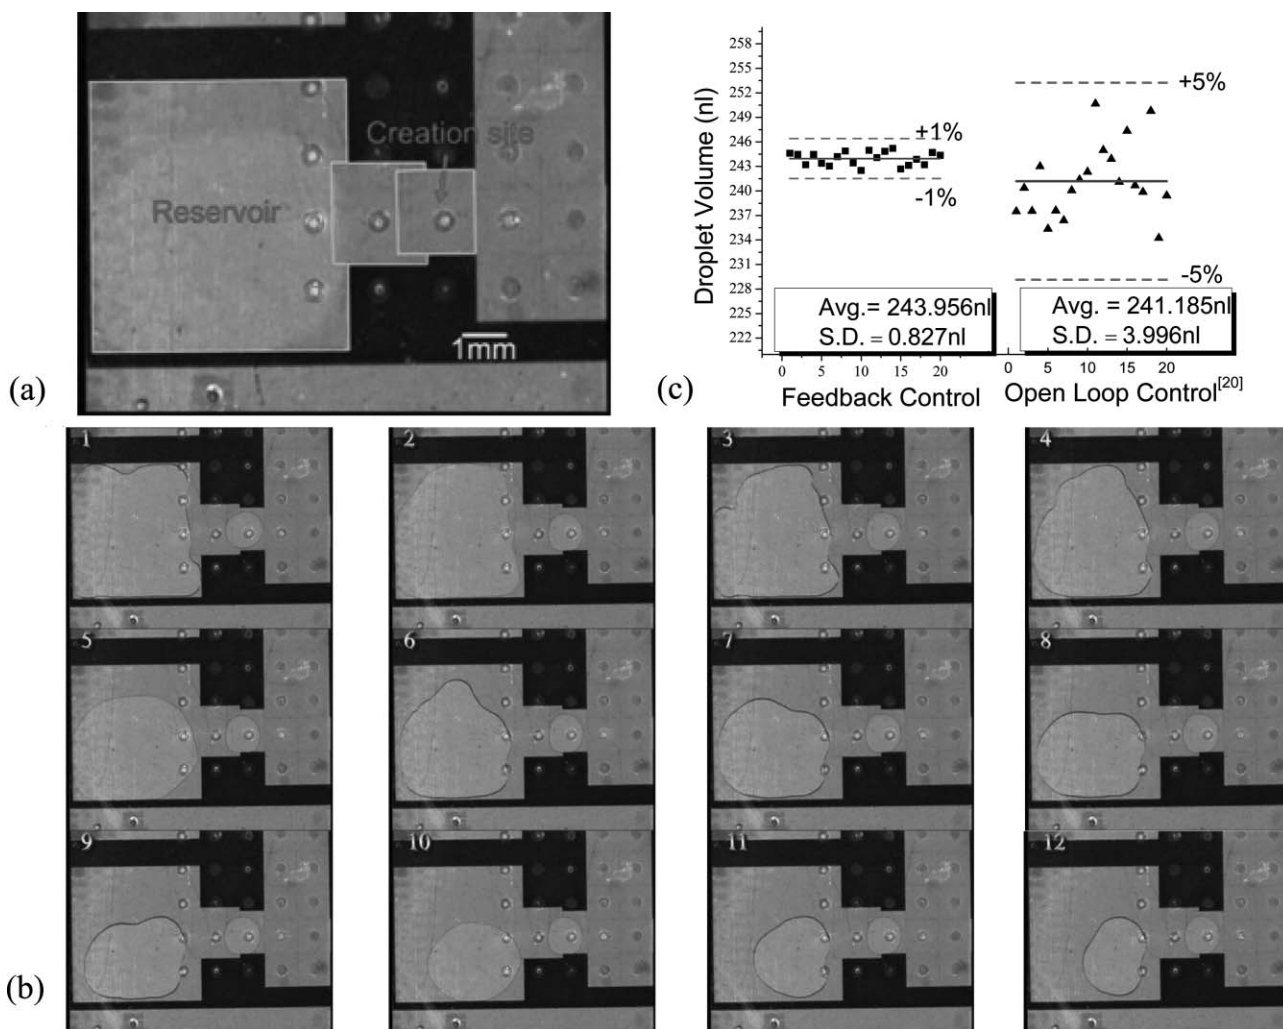 (a)
Reservoir
Creation site
1mm
(c)
Droplet Volume (nl)
258
255
252
249
246
243
240
237
234
231
228
225
222
+1%
-1%
+5%
-5%
Avg. = 243.956nl
S.D. = 0.827nl
Avg. = 241.185nl
S.D. = 3.996nl
0 5 10 15 20
0 5 10 15 20
Feedback Control
Open Loop Control[20]
(b)
1
2
3
4
5
6
7
8
9
10
11
12